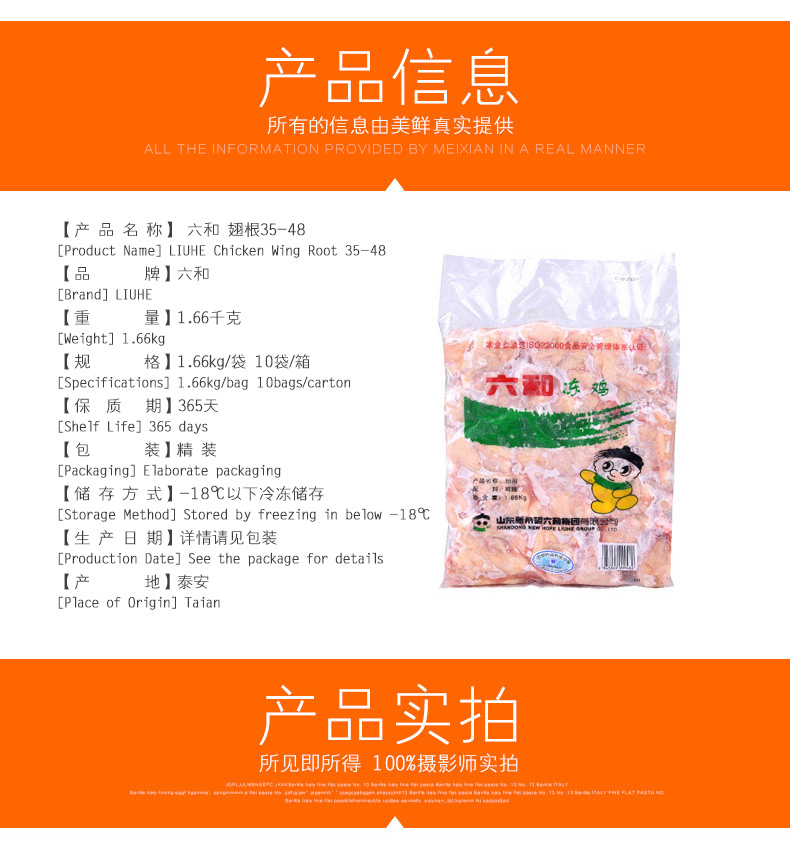 产品信息
所有的信息由美鲜真实提供
ALL THE INFORMATION PROVIDED BY MEIXIAN IN A REAL MANNER
【产 品 名 称】 六和 翅根35-48
[Product Name] LIUHE Chicken Wing Root 35-48
【品 牌】六和
[Brand] LIUHE
【重 量】1.66千克
[Weight] 1.66kg
【规 格】1.66kg/袋 10袋/箱
[Specifications] 1.66kg/bag 10bags/carton
【保 质 期】365天
[Shelf Life] 365 days
【包 装】精 装
[Packaging] Elaborate packaging
【储 存 方 式】-18℃以下冷冻储存
[Storage Method] Stored by freezing in below -18℃
【生 产 日 期】详情请见包装
[Production Date] See the package for details
【产 地】泰安
[Place of Origin] Taian
本企业通过ISO22000食品安全管理体系认证
六和 冻鸡
产品名称：翅根
净含量：1.66Kg
山东新希望六和集团有限公司
SHANDONG NEW HOPE LIUHE GROUP CO.,LTD
产品实拍
所见即所得 100%摄影师实拍